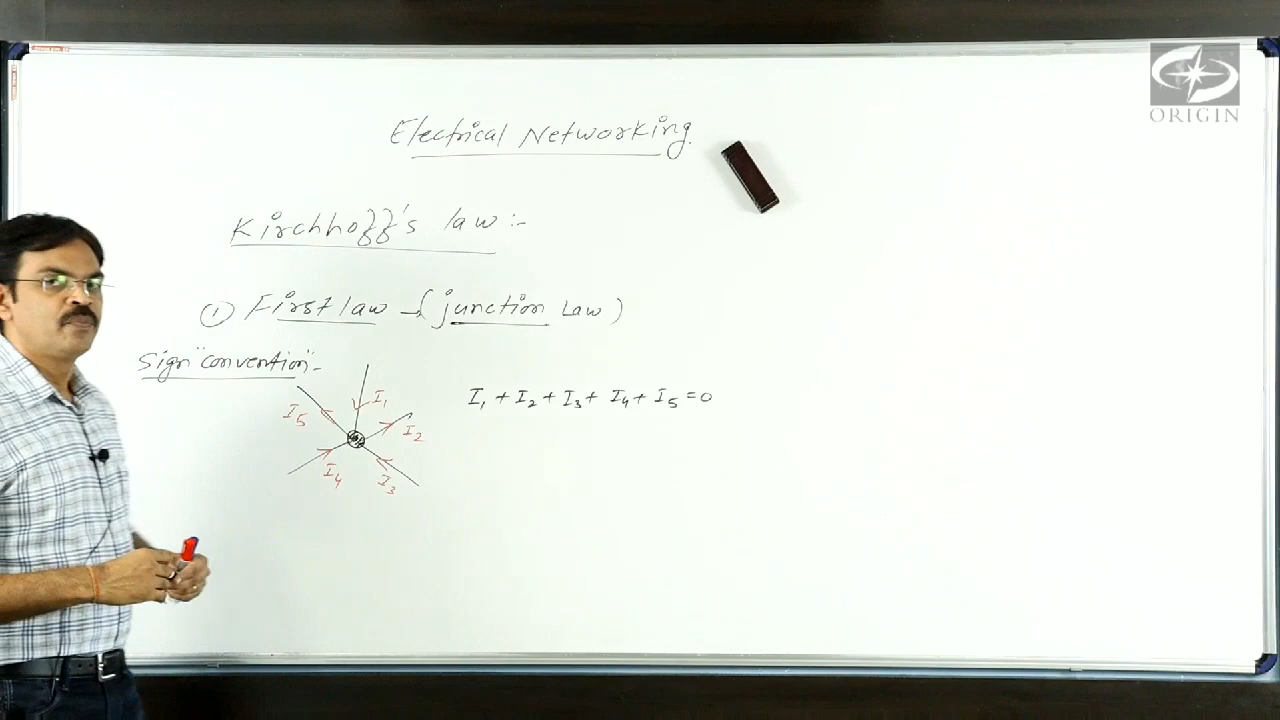 ORIGIN
Electrical Networking.
Kirchhoff's law :-
① First law → (junction Law)
Sign "convention"-
I₁ + I₂ + I₃ + I₄ + I₅ = 0
I₁
I₅
I₂
I₄
I₃